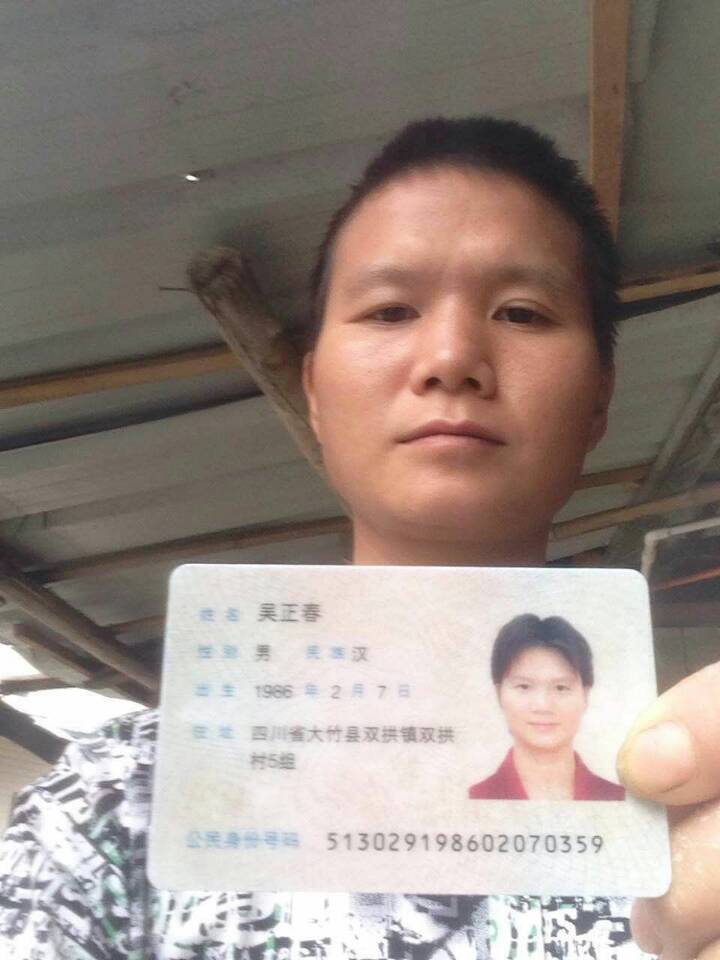 姓名 吴正春
性别 男 民族 汉
出生 1986 年 2 月 7 日
住址 四川省大竹县双拱镇双拱
村5组
公民身份号码 513029198602070359